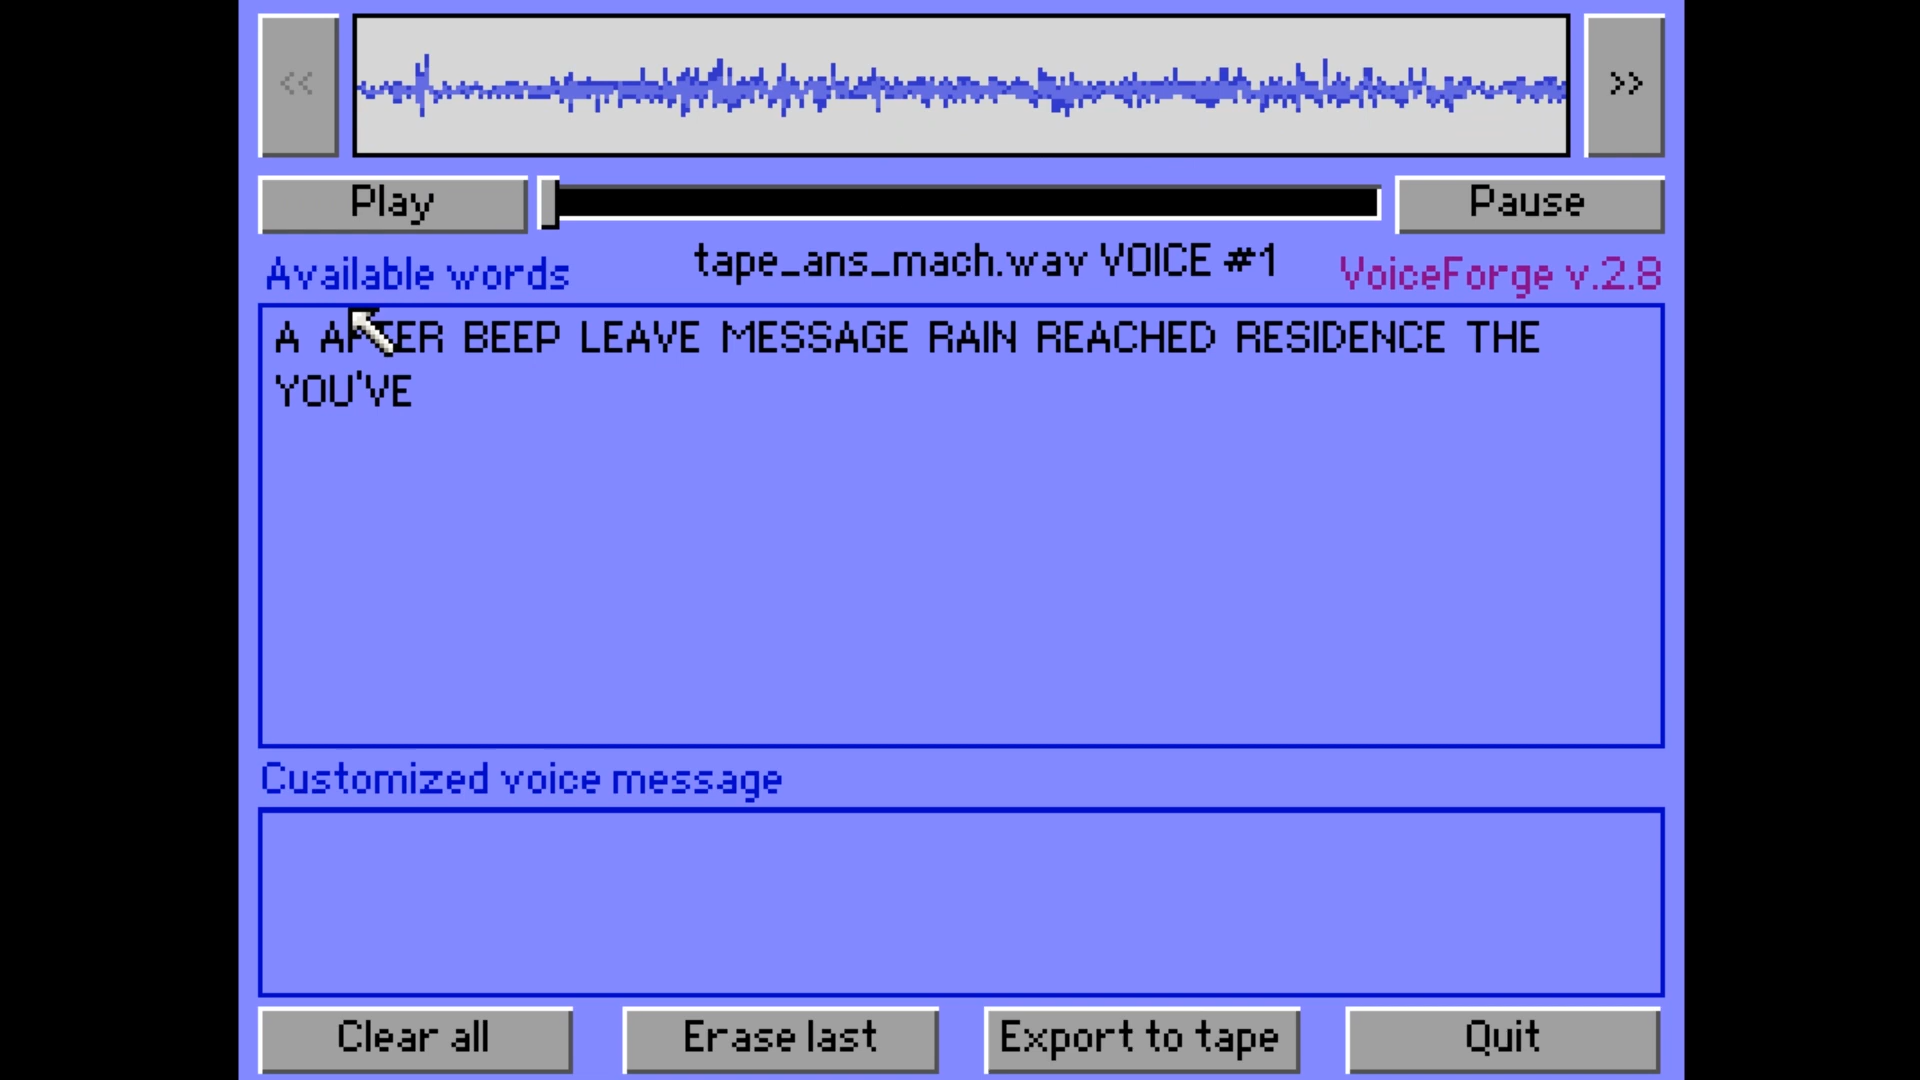 << >>
Play Pause
tape_ans_mach.wav VOICE #1
Available words VoiceForge v.2.8
A AFTER BEEP LEAVE MESSAGE RAIN REACHED RESIDENCE THE
YOU'VE
Customized voice message
Clear all Erase last Export to tape Quit